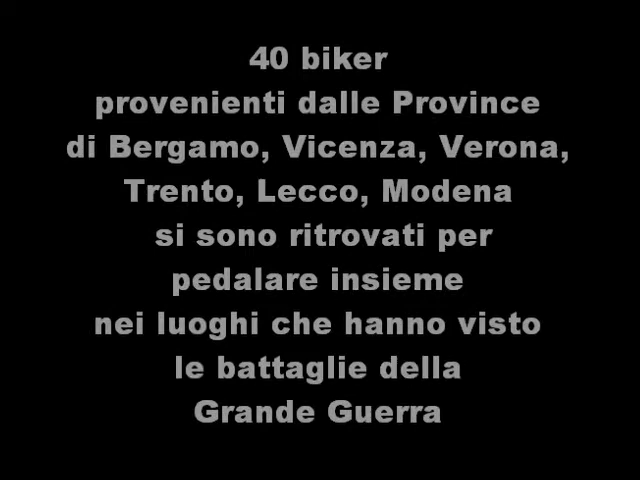 40 biker
provenienti dalle Province
di Bergamo, Vicenza, Verona,
Trento, Lecco, Modena
si sono ritrovati per
pedalare insieme
nei luoghi che hanno visto
le battaglie della
Grande Guerra